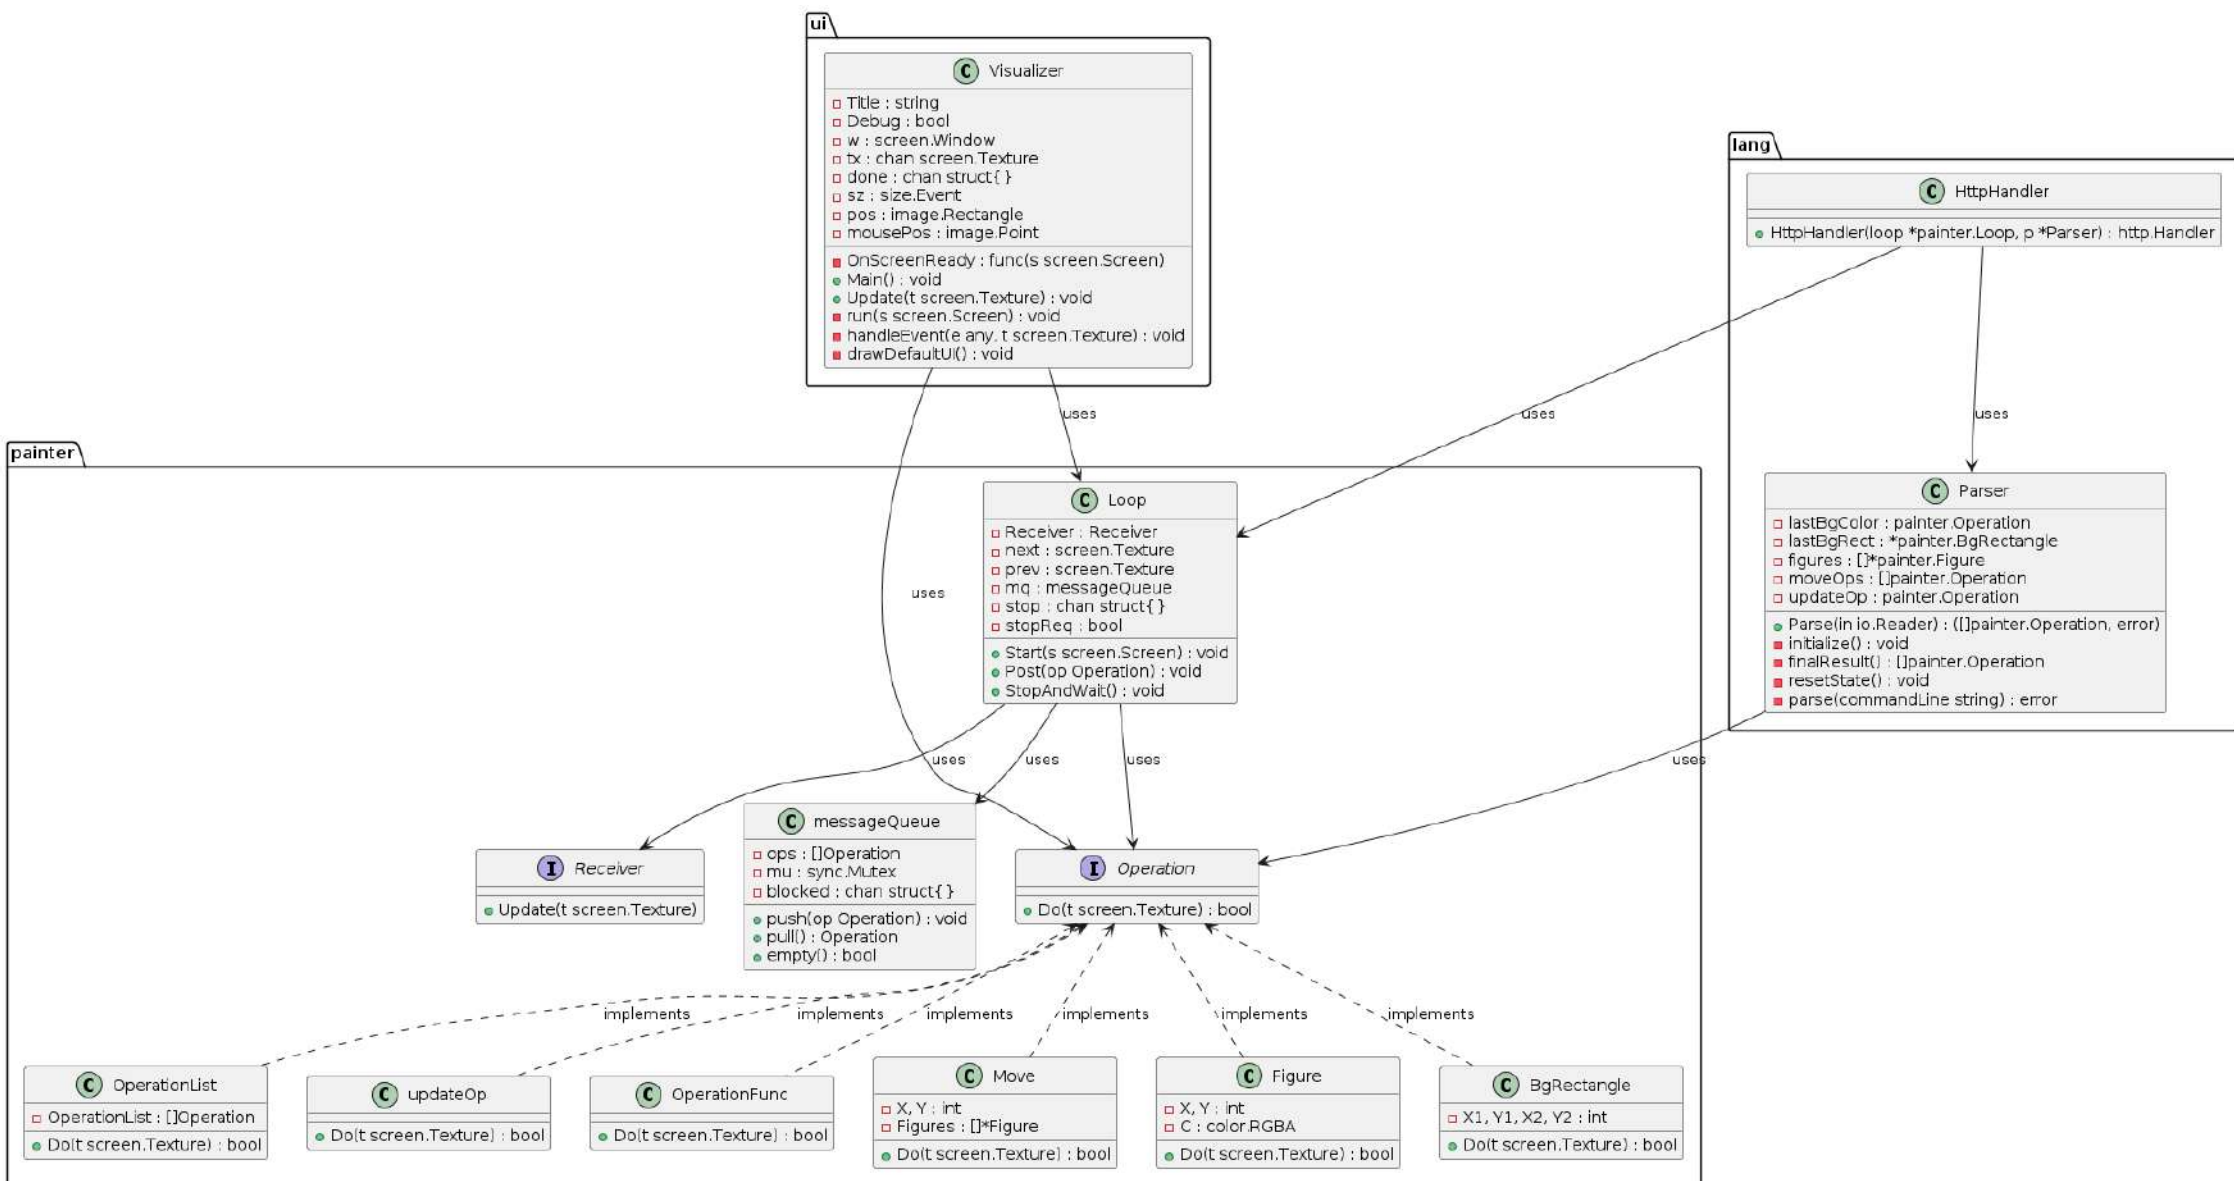 ui
C Visualizer
Title : string
Debug : bool
w : screen.Window
tx : chan screen.Texture
done : chan struct{ }
sz : size.Event
pos : image.Rectangle
mousePos : image.Point
OnScreenReady : func(s screen.Screen)
Main() : void
Update(t screen.Texture) : void
run(s screen.Screen) : void
handleEvent(e any, t screen.Texture) : void
drawDefaultUI() : void
lang
C HttpHandler
HttpHandler(loop *painter.Loop, p *Parser) : http.Handler
uses
uses
uses
painter
C Loop
Receiver : Receiver
next : screen.Texture
prev : screen.Texture
mq : messageQueue
stop : chan struct{ }
stopReq : bool
Start(s screen.Screen) : void
Post(op Operation) : void
StopAndWait() : void
C Parser
lastBgColor : painter.Operation
lastBgRect : *painter.BgRectangle
figures : []*painter.Figure
moveOps : []painter.Operation
updateOp : painter.Operation
Parse(in io.Reader) : ([]painter.Operation, error)
initialize() : void
finalResult() : []painter.Operation
resetState() : void
parse(commandLine string) : error
uses
uses
uses
uses
uses
I Receiver
Update(t screen.Texture)
C messageQueue
ops : []Operation
mu : sync.Mutex
blocked : chan struct{ }
push(op Operation) : void
pull() : Operation
empty() : bool
I Operation
Do(t screen.Texture) : bool
implements
implements
implements
implements
implements
implements
C OperationList
OperationList : []Operation
Do(t screen.Texture) : bool
C updateOp
Do(t screen.Texture) : bool
C OperationFunc
Do(t screen.Texture) : bool
C Move
X, Y : int
Figures : []*Figure
Do(t screen.Texture) : bool
C Figure
X, Y : int
C : color.RGBA
Do(t screen.Texture) : bool
C BgRectangle
X1, Y1, X2, Y2 : int
Do(t screen.Texture) : bool